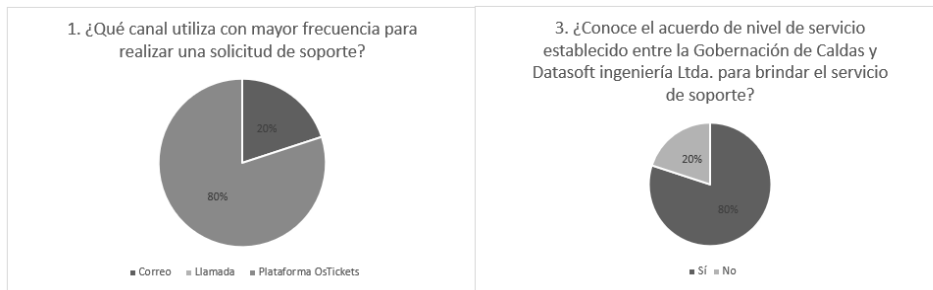 1. ¿Qué canal utiliza con mayor frecuencia para
realizar una solicitud de soporte?
20%
80%
Correo Llamada Plataforma OsTickets
3. ¿Conoce el acuerdo de nivel de servicio
establecido entre la Gobernación de Caldas y
Datasoft ingeniería Ltda. para brindar el servicio
de soporte?
20%
80%
Sí No